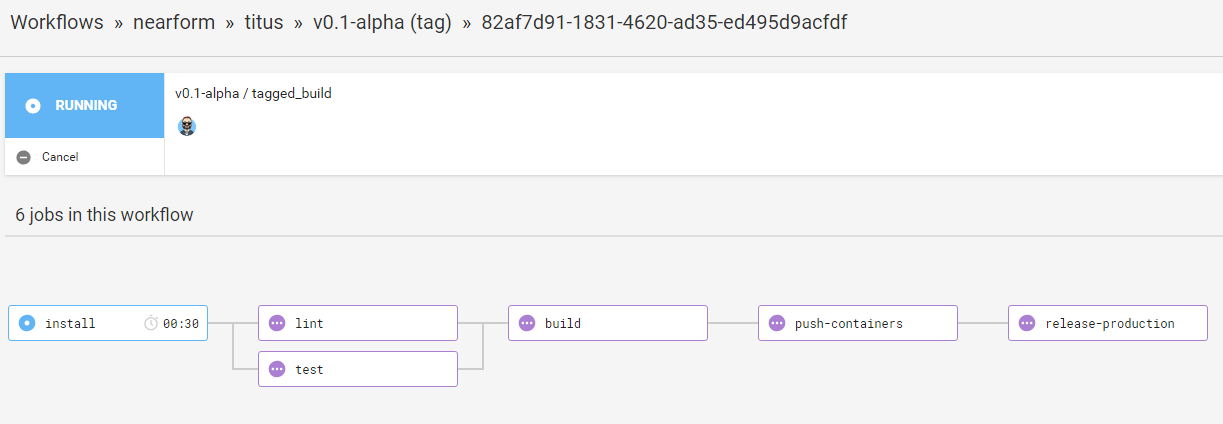 Workflows » nearform » titus » v0.1-alpha (tag) » 82af7d91-1831-4620-ad35-ed495d9acfdf
RUNNING
v0.1-alpha / tagged_build
Cancel
6 jobs in this workflow
install 00:30
lint
build
push-containers
release-production
test